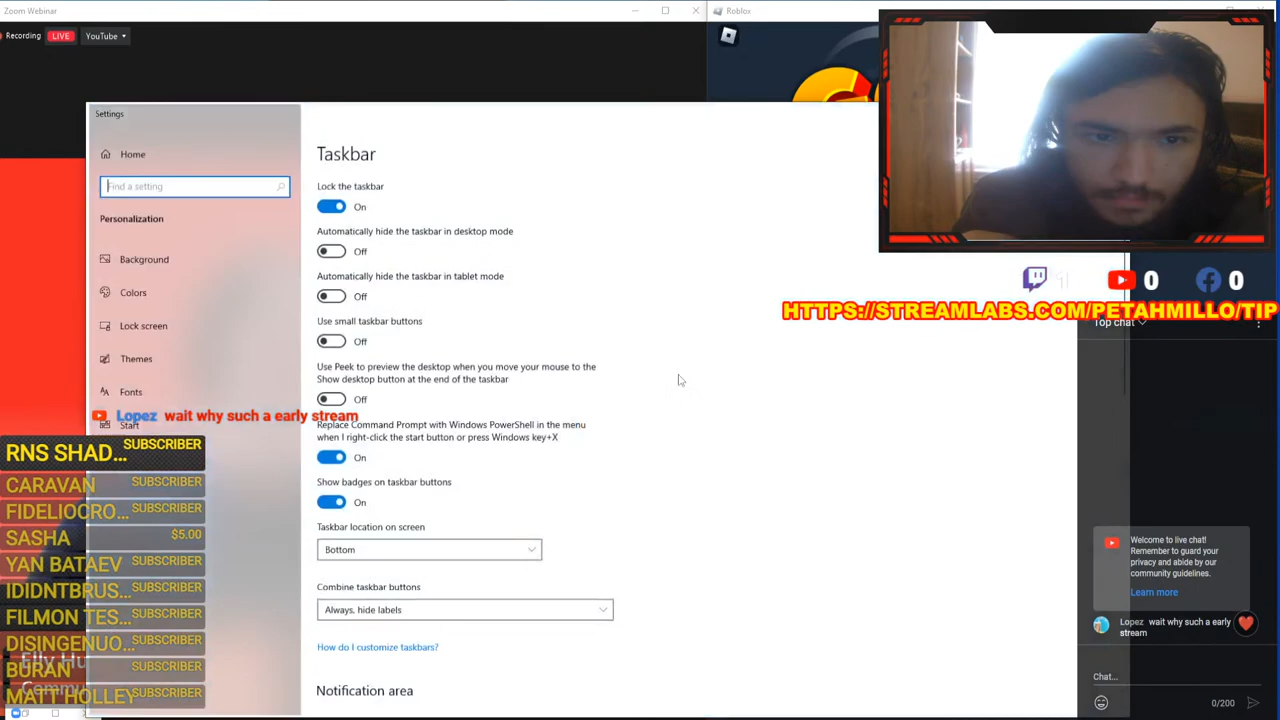 Zoom Webinar
Recording
LIVE
YouTube
Roblox
Settings
Home
Find a setting
Personalization
Background
Colors
Lock screen
Themes
Fonts
Start
Taskbar
Lock the taskbar
On
Automatically hide the taskbar in desktop mode
Off
Automatically hide the taskbar in tablet mode
Off
Use small taskbar buttons
Off
Use Peek to preview the desktop when you move your mouse to the
Show desktop button at the end of the taskbar
Off
Replace Command Prompt with Windows PowerShell in the menu
when I right-click the start button or press Windows key+X
On
Show badges on taskbar buttons
On
Taskbar location on screen
Bottom
Combine taskbar buttons
Always, hide labels
How do I customize taskbars?
Notification area
Lopez wait why such a early stream
RNS SHAD... SUBSCRIBER
CARAVAN SUBSCRIBER
FIDELIOCRO... SUBSCRIBER
SASHA $5.00
YAN BATAEV SUBSCRIBER
IDIDNTBRUS... SUBSCRIBER
FILMON TES... SUBSCRIBER
DISINGENUO... SUBSCRIBER
BURAN SUBSCRIBER
MATT HOLLEY SUBSCRIBER
1 0 0
HTTPS://STREAMLABS.COM/PETAHMILLO/TIP
Top chat
Welcome to live chat!
Remember to guard your
privacy and abide by our
community guidelines.
Learn more
Lopez wait why such a early
stream
Chat...
0/200